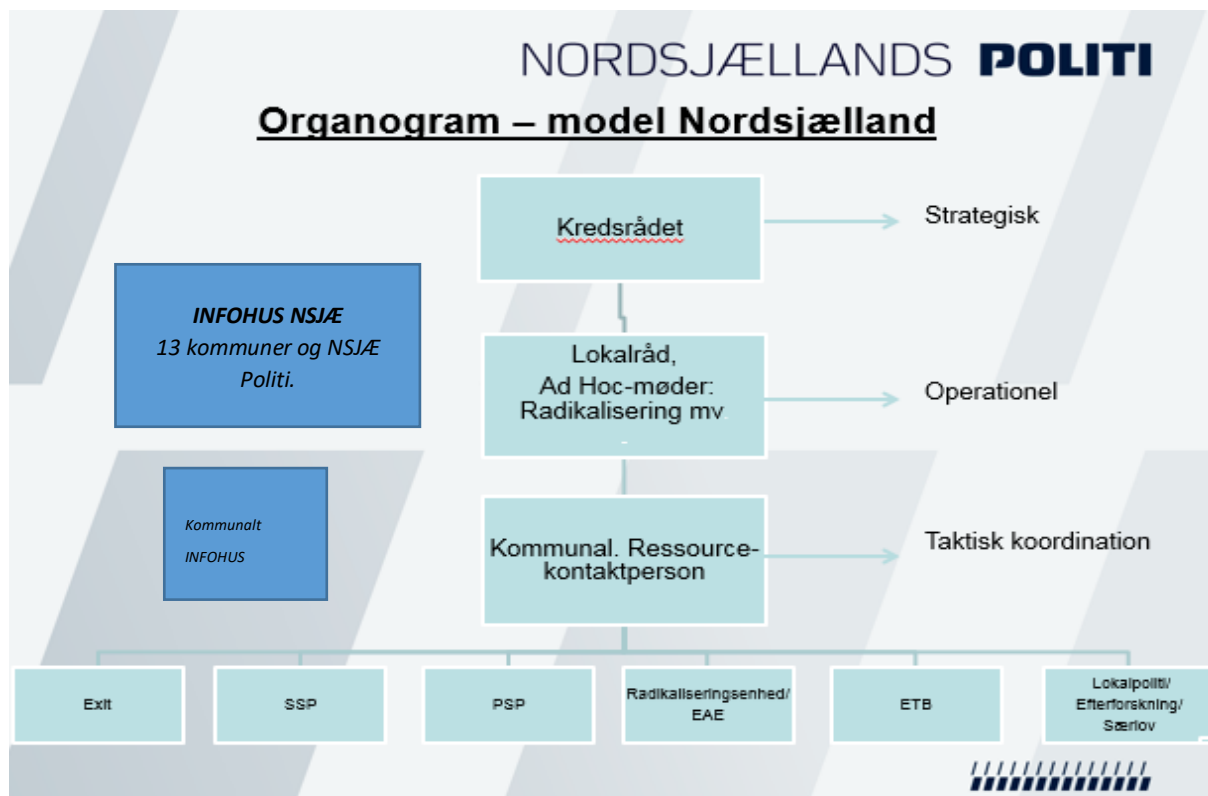 NORDSJÆLLANDS POLITI
Organogram – model Nordsjælland
Kredsrådet
Strategisk
INFOHUS NSJÆ
13 kommuner og NSJÆ
Politi.
Lokalråd,
Ad Hoc-møder:
Radikalisering mv
-
Operationel
Kommunalt
INFOHUS
Kommunal. Ressource-
kontaktperson
Taktisk koordination
Exit
SSP
PSP
Radikaliseringsenhed/
EAE
ETB
Lokalpoliti/
Efterforskning/
Særlov